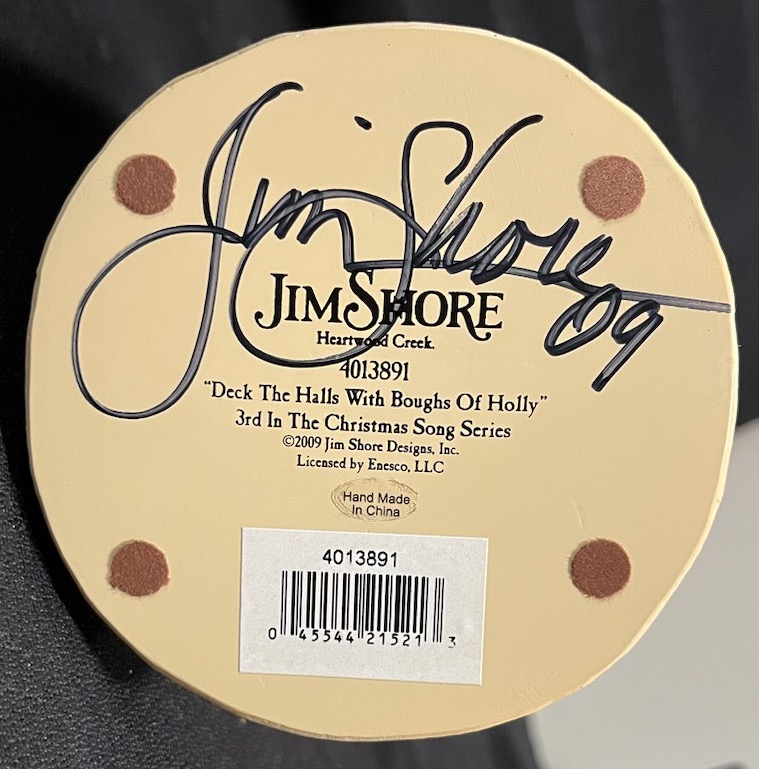 Jim Shore 09
JIM SHORE
Heartwood Creek.
4013891
"Deck The Halls With Boughs Of Holly"
3rd In The Christmas Song Series
©2009 Jim Shore Designs, Inc.
Licensed by Enesco, LLC
Hand Made
In China
4013891
0 45544 21521 3